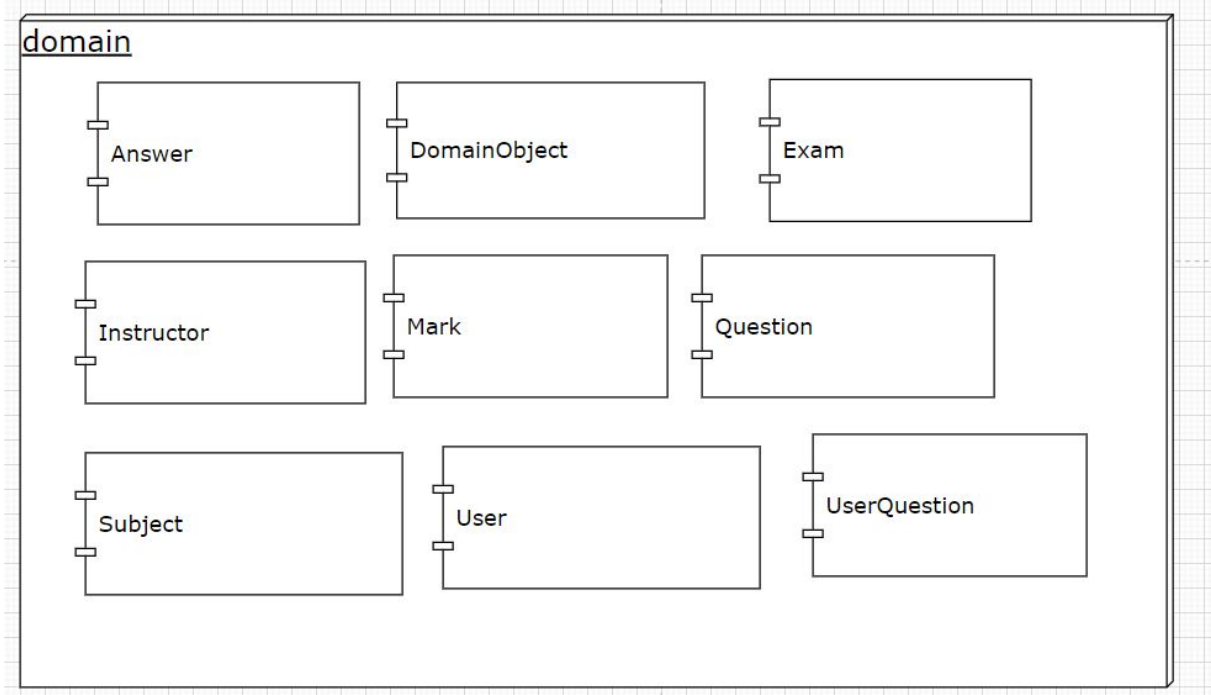 domain
Answer
DomainObject
Exam
Instructor
Mark
Question
Subject
User
UserQuestion